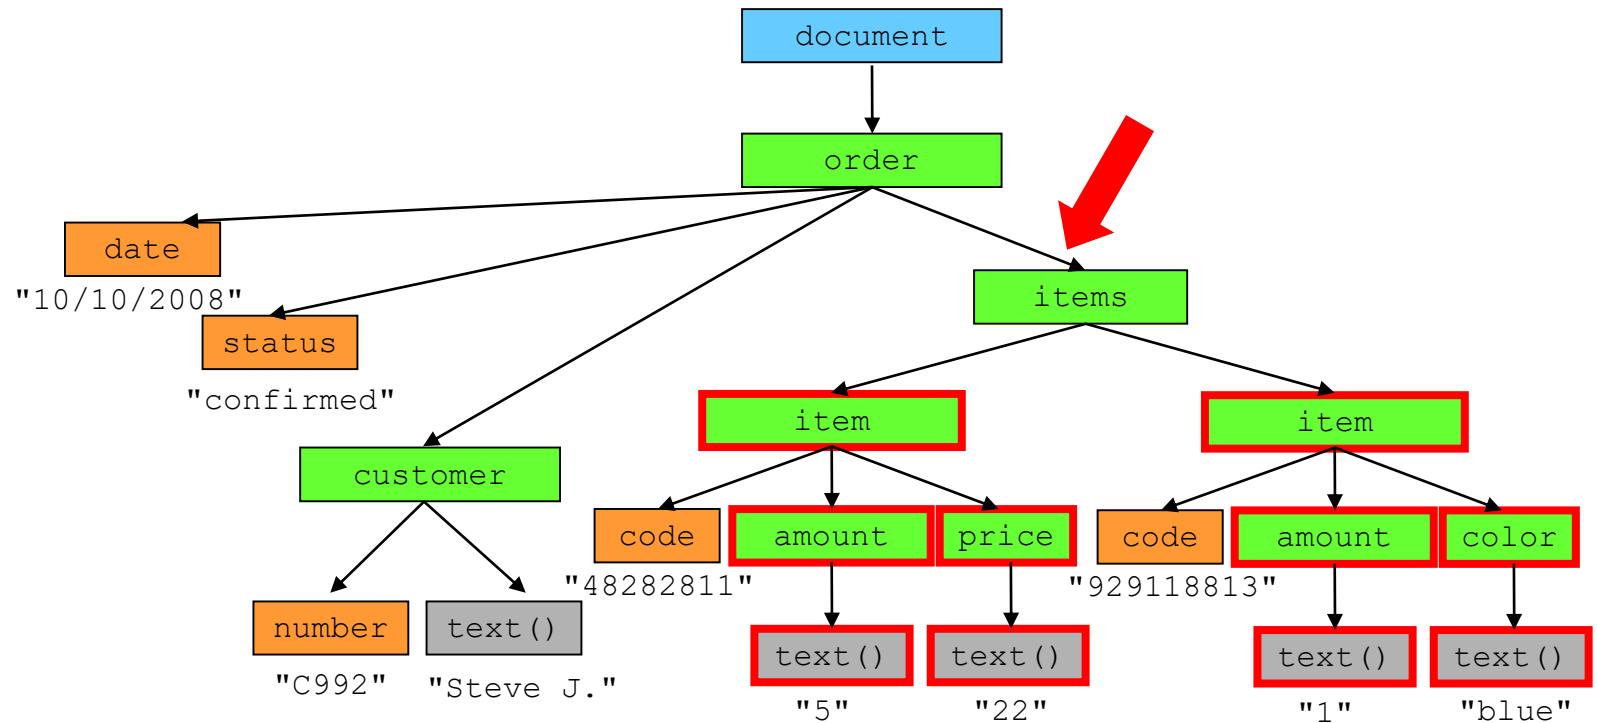 document
order
date
"10/10/2008"
items
status
"confirmed"
item
item
customer
code
amount
price
code
amount
color
"48282811"
"929118813"
number
text()
text()
text()
text()
text()
"C992"
"Steve J."
"5"
"22"
"1"
"blue"